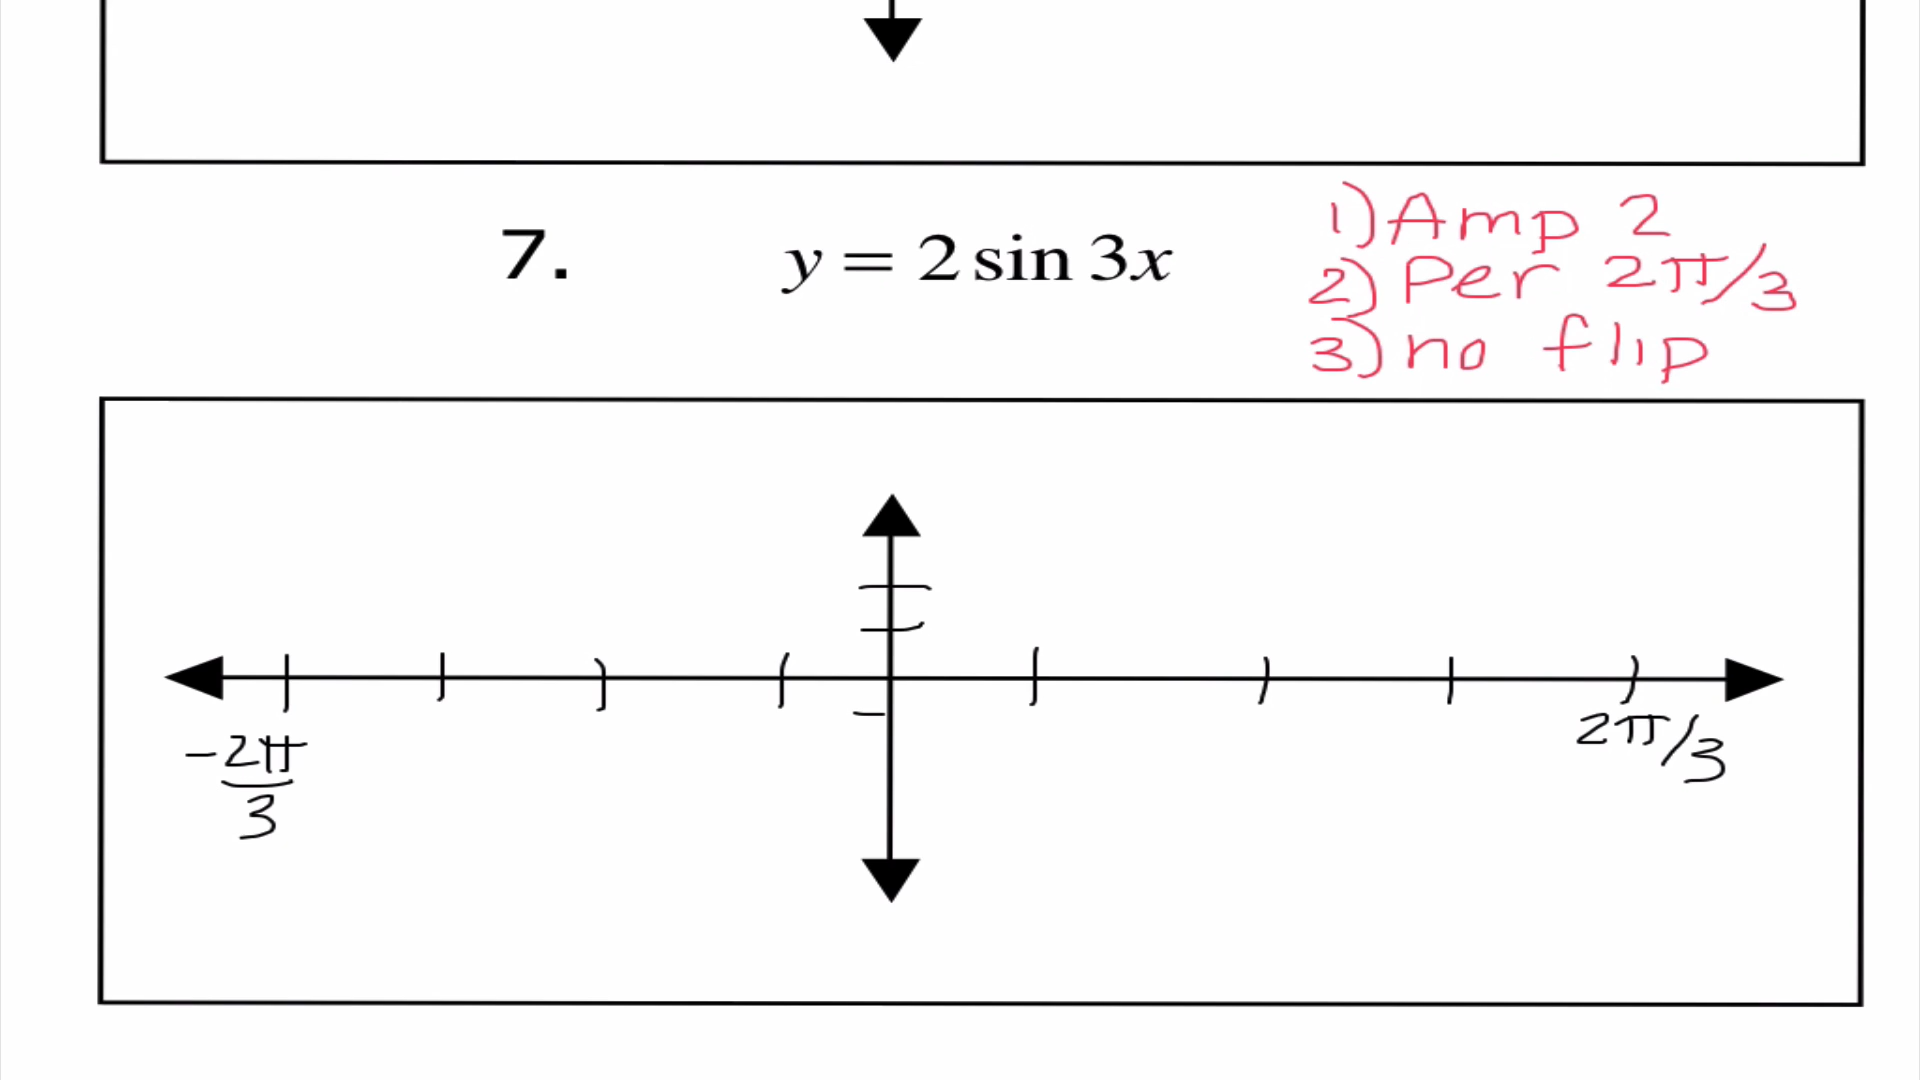 7. y = 2 sin 3x
1) Amp 2
2) Per 2π/3
3) no flip
-2π/3
2π/3